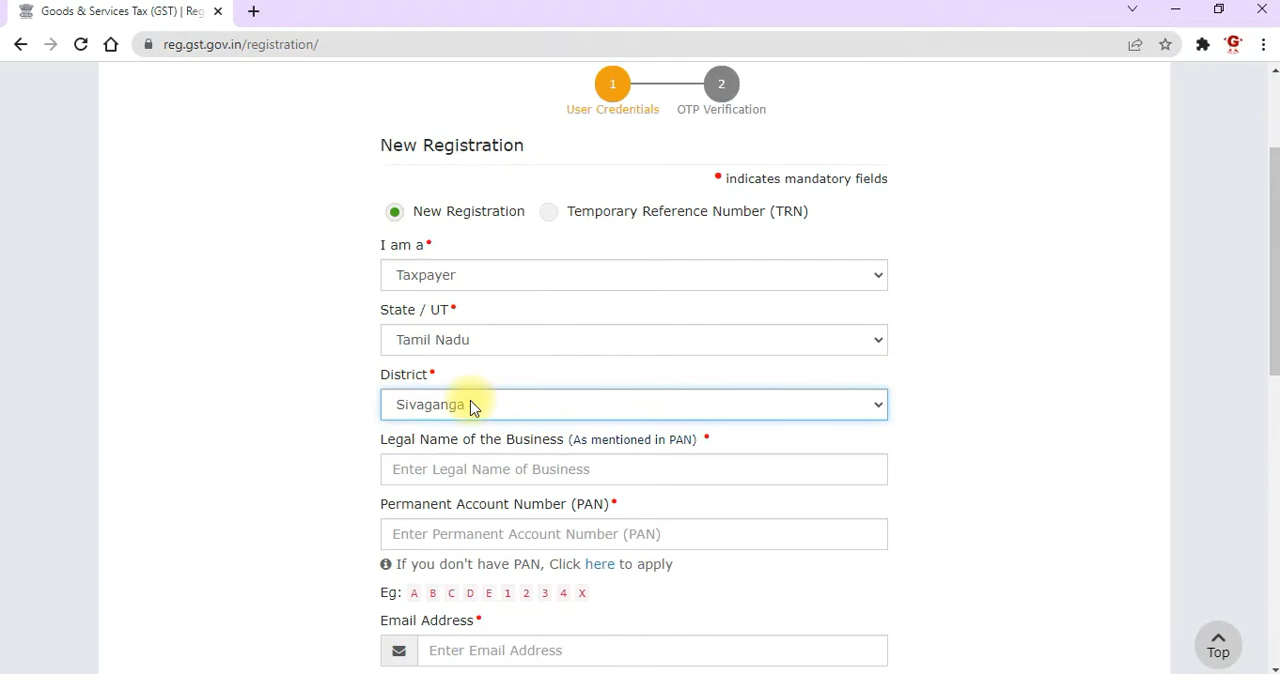 Goods & Services Tax (GST) | Reg
reg.gst.gov.in/registration/
1
2
User Credentials
OTP Verification
New Registration
• indicates mandatory fields
New Registration
Temporary Reference Number (TRN)
I am a•
Taxpayer
State / UT•
Tamil Nadu
District•
Sivaganga
Legal Name of the Business (As mentioned in PAN) •
Enter Legal Name of Business
Permanent Account Number (PAN)•
Enter Permanent Account Number (PAN)
If you don't have PAN, Click here to apply
Eg: A B C D E 1 2 3 4 X
Email Address•
Enter Email Address
Top